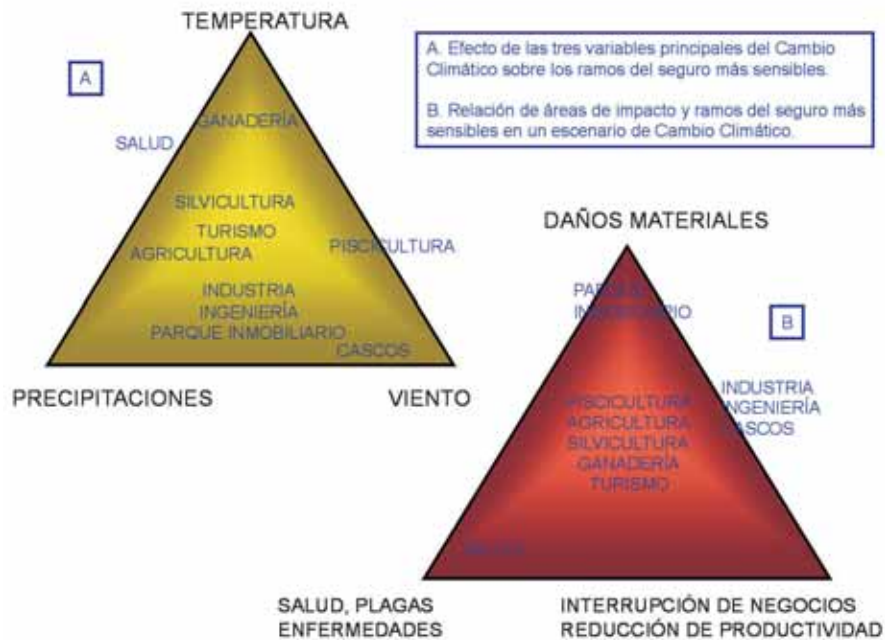 TEMPERATURA
A
A. Efecto de las tres variables principales del Cambio
Climático sobre los ramos del seguro más sensibles.
B. Relación de áreas de impacto y ramos del seguro más
sensibles en un escenario de Cambio Climático.
GANADERÍA
SALUD
SILVICULTURA
TURISMO
AGRICULTURA
PISCICULTURA
INDUSTRIA
INGENIERÍA
PARQUE INMOBILIARIO
CASCOS
PRECIPITACIONES
VIENTO
DAÑOS MATERIALES
B
PARQUE
INMOBILIARIO
INDUSTRIA
INGENIERÍA
CASCOS
PISCICULTURA
AGRICULTURA
SILVICULTURA
GANADERÍA
TURISMO
SALUD, PLAGAS
ENFERMEDADES
INTERRUPCIÓN DE NEGOCIOS
REDUCCIÓN DE PRODUCTIVIDAD